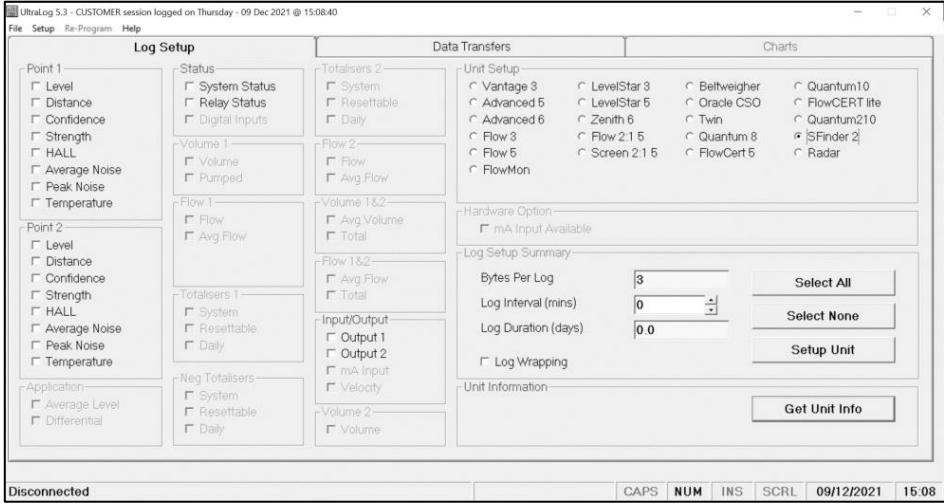 UltraLog 5.3 - CUSTOMER session logged on Thursday - 09 Dec 2021 @ 15:08:40
File Setup Re-Program Help
Log Setup
Data Transfers
Charts
Point 1
Level
Distance
Confidence
Strength
HALL
Average Noise
Peak Noise
Temperature
Point 2
Level
Distance
Confidence
Strength
HALL
Average Noise
Peak Noise
Temperature
Application
Average Level
Differential
Status
System Status
Relay Status
Digital Inputs
Volume 1
Volume
Pumped
Flow 1
Flow
Avg Flow
Totalisers 1
System
Resettable
Daily
Neg Totalisers
System
Resettable
Daily
Totalisers 2
System
Resettable
Daily
Flow 2
Flow
Avg Flow
Volume 1&2
Avg Volume
Total
Flow 1&2
Avg Flow
Total
Input/Output
Output 1
Output 2
mA Input
Velocity
Volume 2
Volume
Unit Setup
Vantage 3
Advanced 5
Advanced 6
Flow 3
Flow 5
FlowMon
LevelStar 3
LevelStar 5
Zenith 6
Flow 2:1 5
Screen 2:1 5
Beltweigher
Oracle CSO
Twin
Quantum 8
FlowCert 5
Quantum10
FlowCERT lite
Quantum210
SFinder 2
Radar
Hardware Option
mA Input Available
Log Setup Summary
Bytes Per Log 3
Log Interval (mins) 0
Log Duration (days) 0.0
Log Wrapping
Select All
Select None
Setup Unit
Unit Information
Get Unit Info
Disconnected CAPS NUM INS SCRL 09/12/2021 15:08